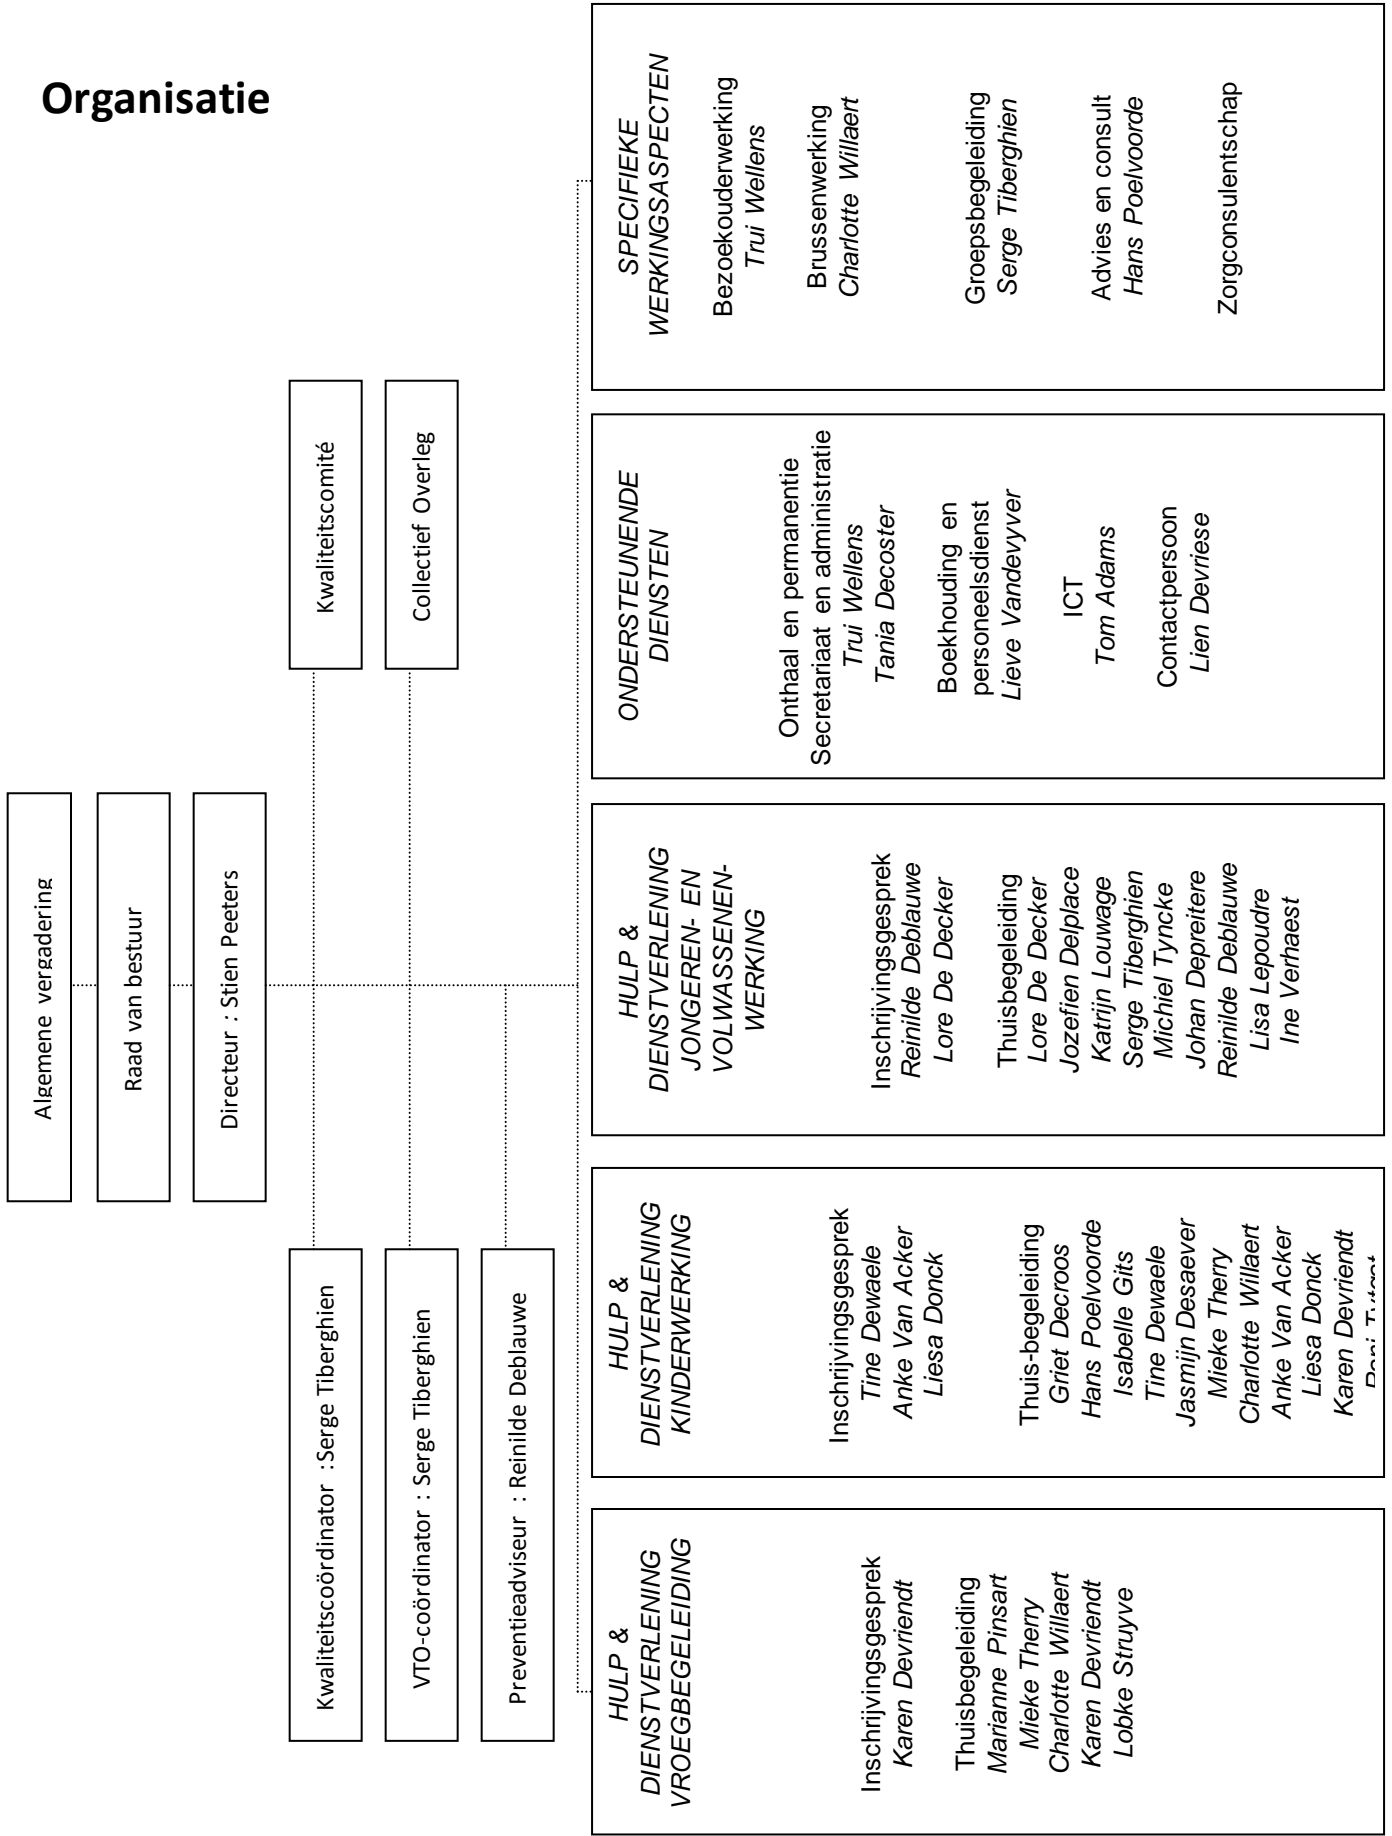 Organisatie
Algemene vergadering
Raad van bestuur
Directeur : Stien Peeters
Kwaliteitscoördinator :Serge Tiberghien
Kwaliteitscomité
VTO-coördinator : Serge Tiberghien
Collectief Overleg
Preventieadviseur : Reinilde Deblauwe
HULP &
DIENSTVERLENING
VROEGBEGELEIDING
Inschrijvingsgesprek
Karen Devriendt
Thuisbegeleiding
Marianne Pinsart
Mieke Therry
Charlotte Willaert
Karen Devriendt
Lobke Struyve
HULP &
DIENSTVERLENING
KINDERWERKING
Inschrijvingsgesprek
Tine Dewaele
Anke Van Acker
Liesa Donck
Thuis-begeleiding
Griet Decroos
Hans Poelvoorde
Isabelle Gits
Tine Dewaele
Jasmijn Desaever
Mieke Therry
Charlotte Willaert
Anke Van Acker
Liesa Donck
Karen Devriendt
HULP &
DIENSTVERLENING
JONGEREN- EN
VOLWASSENEN-
WERKING
Inschrijvingsgesprek
Reinilde Deblauwe
Lore De Decker
Thuisbegeleiding
Lore De Decker
Jozefien Delplace
Katrijn Louwage
Serge Tiberghien
Michiel Tyncke
Johan Depreitere
Reinilde Deblauwe
Lisa Lepoudre
Ine Verhaest
ONDERSTEUNENDE
DIENSTEN
Onthaal en permanentie
Secretariaat en administratie
Trui Wellens
Tania Decoster
Boekhouding en
personeelsdienst
Lieve Vandevyver
ICT
Tom Adams
Contactpersoon
Lien Devriese
SPECIFIEKE
WERKINGSASPECTEN
Bezoekouderwerking
Trui Wellens
Brussenwerking
Charlotte Willaert
Groepsbegeleiding
Serge Tiberghien
Advies en consult
Hans Poelvoorde
Zorgconsulentschap